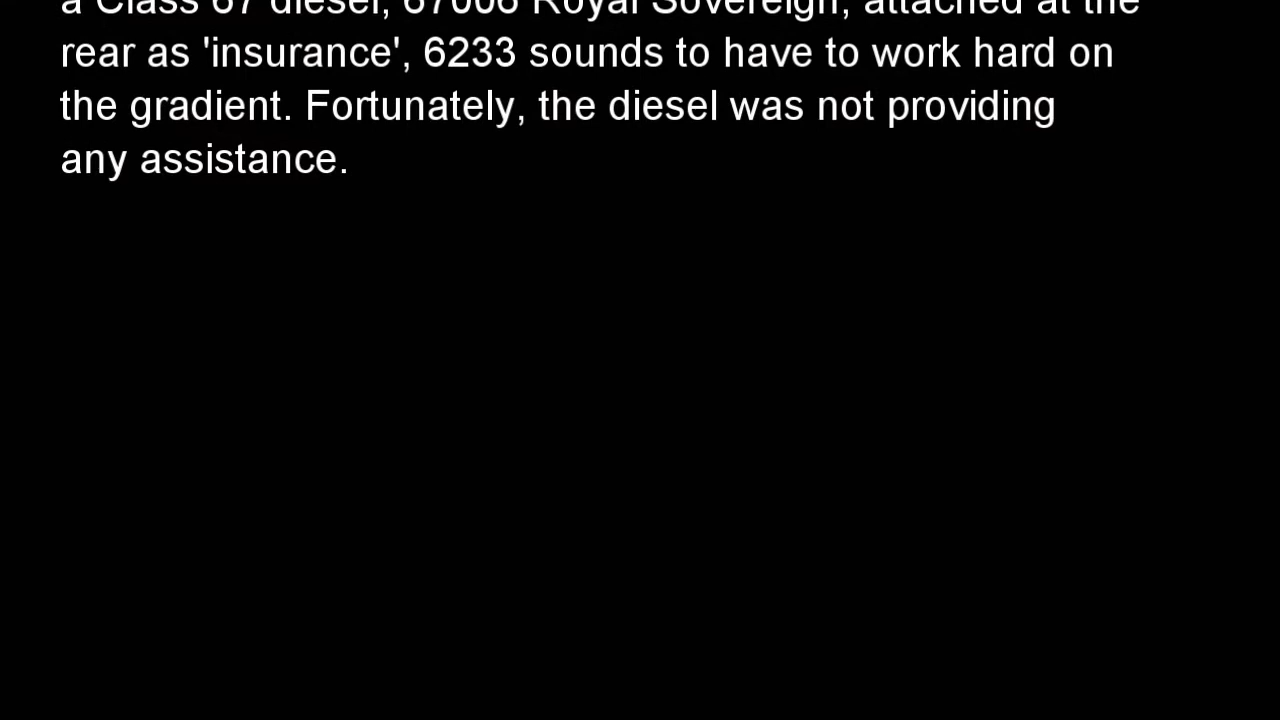 a Class 67 diesel, 67006 Royal Sovereign, attached at the
rear as 'insurance', 6233 sounds to have to work hard on
the gradient. Fortunately, the diesel was not providing
any assistance.